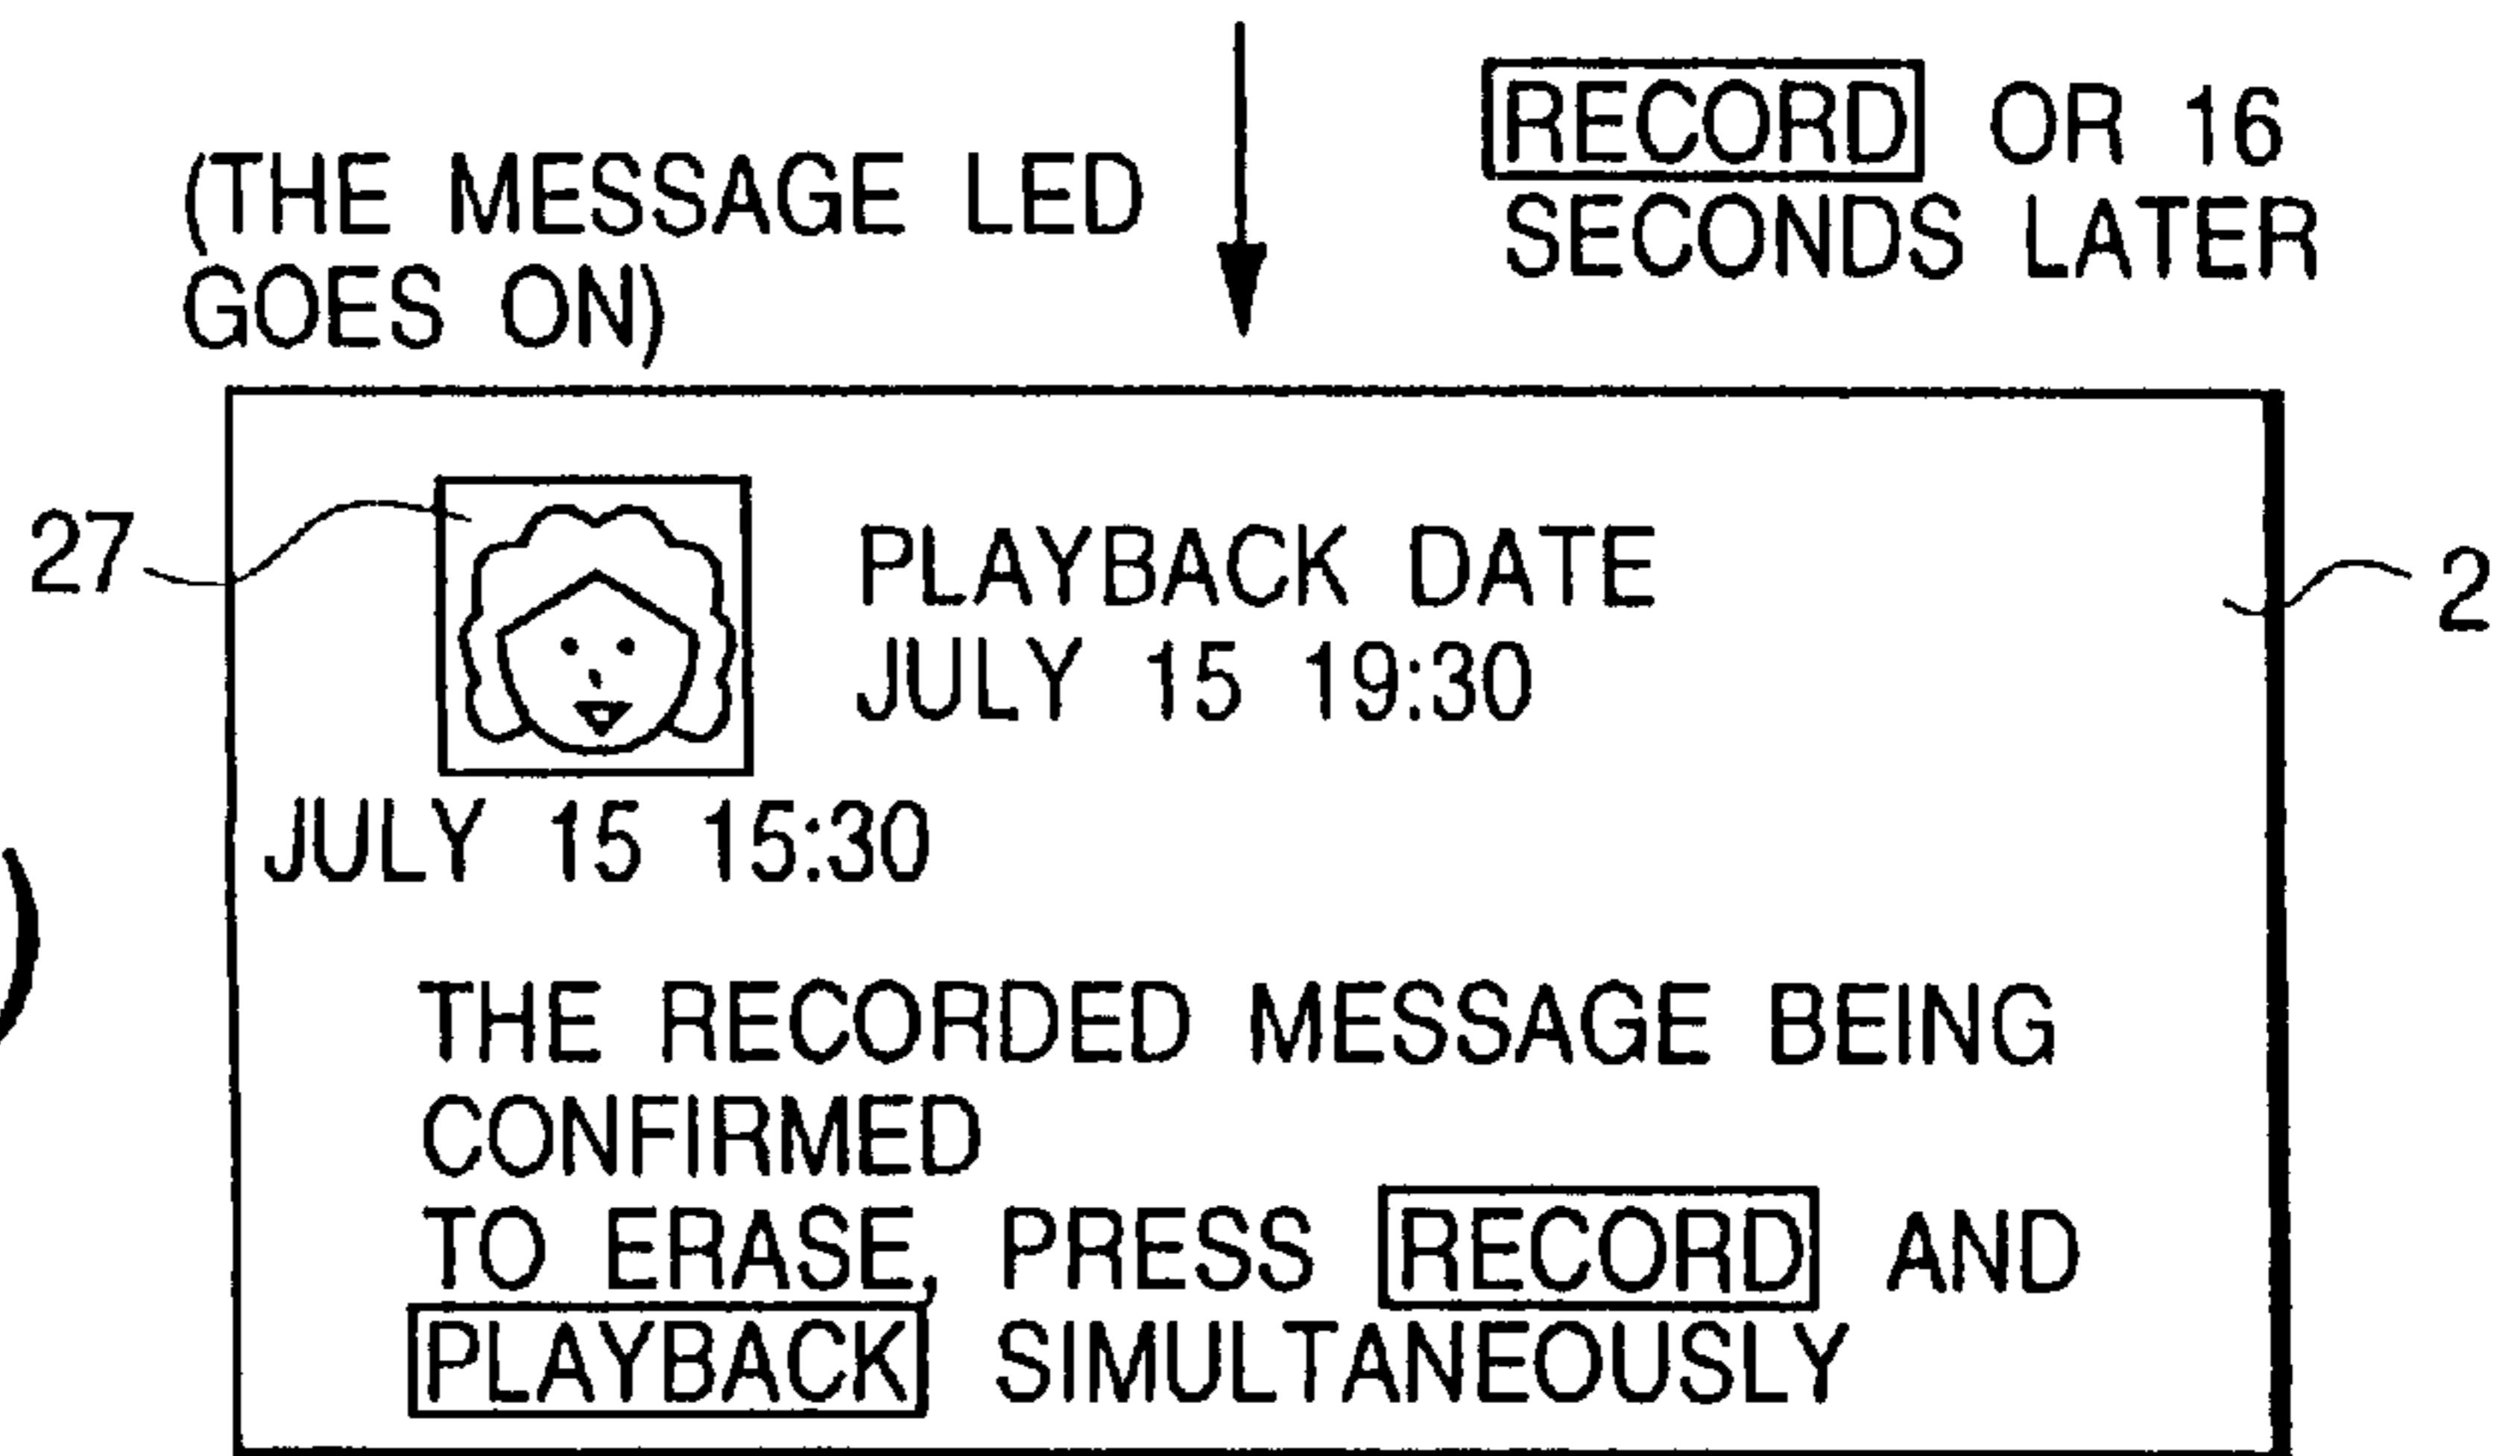 RECORD OR 16
SECONDS LATER
(THE MESSAGE LED
GOES ON)
27
PLAYBACK DATE
JULY 15 19:30
2
JULY 15 15:30
)
THE RECORDED MESSAGE BEING
CONFIRMED
TO ERASE, PRESS RECORD AND
PLAYBACK SIMULTANEOUSLY